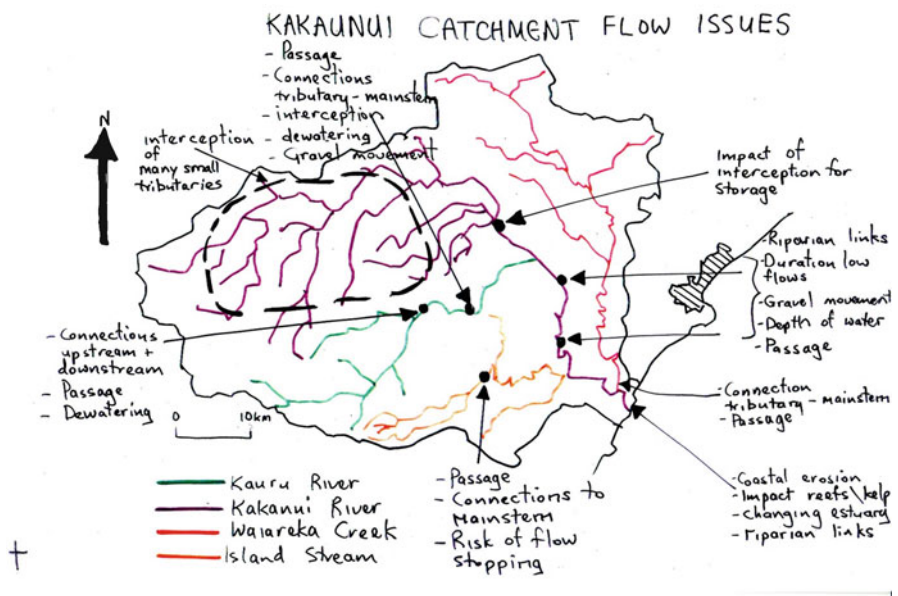 KAKAUNUI CATCHMENT FLOW ISSUES
- Passage
- Connections
tributary - mainstem
- interception
- dewatering
- Gravel movement
N
interception
of
many small
tributaries
Impact of
interception for
storage
- Riparian links
- Duration low
flows
- Gravel movement
- Depth of water
- Passage
- Connections
upstream +
downstream
- Passage
- Dewatering
0 10km
- Connection
tributary - mainstem
- Passage
- Coastal erosion
- Impact reefs\kelp
- Changing estuary
- riparian links
- Passage
- Connections to
Mainstem
- Risk of flow
stopping
Kauru River
Kakanui River
Waiareka Creek
Island Stream